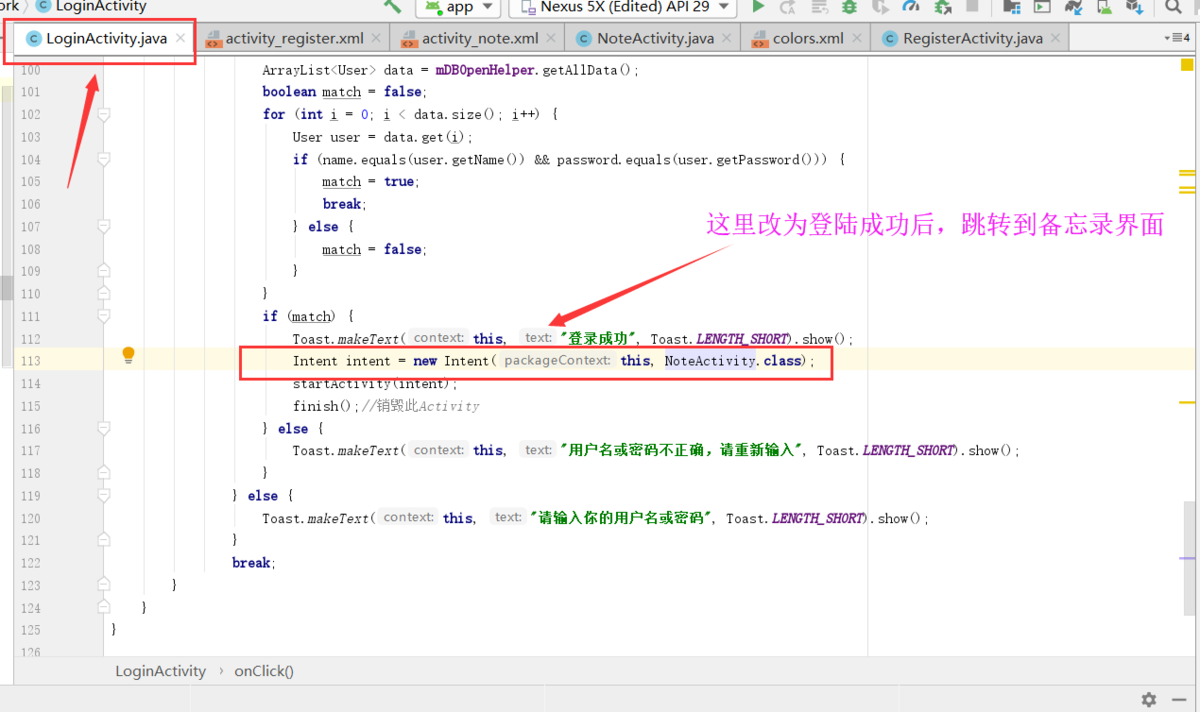 rk › LoginActivity app Nexus 5X (Edited) API 29
LoginActivity.java activity_register.xml activity_note.xml NoteActivity.java colors.xml RegisterActivity.java 4
100 ArrayList<User> data = mDBOpenHelper.getAllData();
101 boolean match = false;
102 for (int i = 0; i < data.size(); i++) {
103 User user = data.get(i);
104 if (name.equals(user.getName()) && password.equals(user.getPassword())) {
105 match = true;
106 break;
107 } else {
这里改为登陆成功后，跳转到备忘录界面
108 match = false;
109 }
110 }
111 if (match) {
112 Toast.makeText( context: this, text: "登录成功", Toast.LENGTH_SHORT).show();
113 Intent intent = new Intent( packageContext: this, NoteActivity.class);
114 startActivity(intent);
115 finish();//销毁此Activity
116 } else {
117 Toast.makeText( context: this, text: "用户名或密码不正确，请重新输入", Toast.LENGTH_SHORT).show();
118 }
119 } else {
120 Toast.makeText( context: this, text: "请输入你的用户名或密码", Toast.LENGTH_SHORT).show();
121 }
122 break;
123 }
124 }
125 }
126
LoginActivity › onClick()